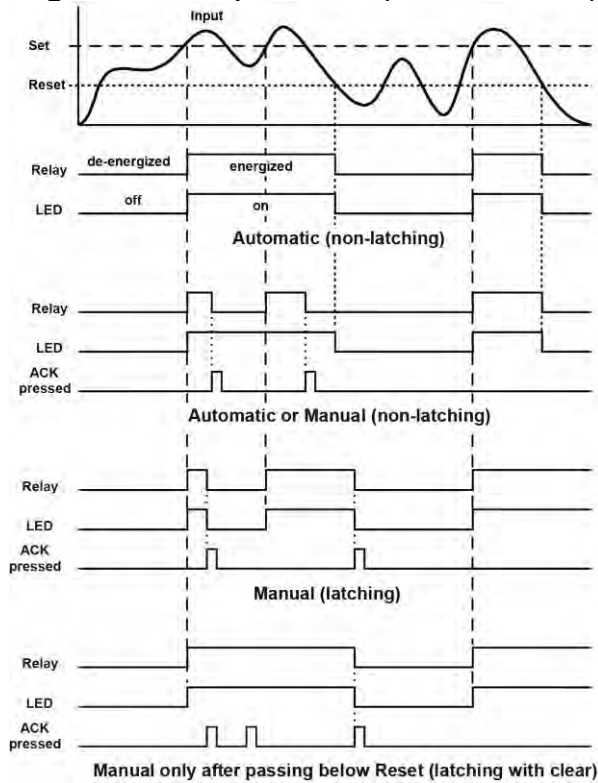 Input
Set
Reset
Relay de-energized energized
LED off on
Automatic (non-latching)
Relay
LED
ACK
pressed
Automatic or Manual (non-latching)
Relay
LED
ACK
pressed
Manual (latching)
Relay
LED
ACK
pressed
Manual only after passing below Reset (latching with clear)